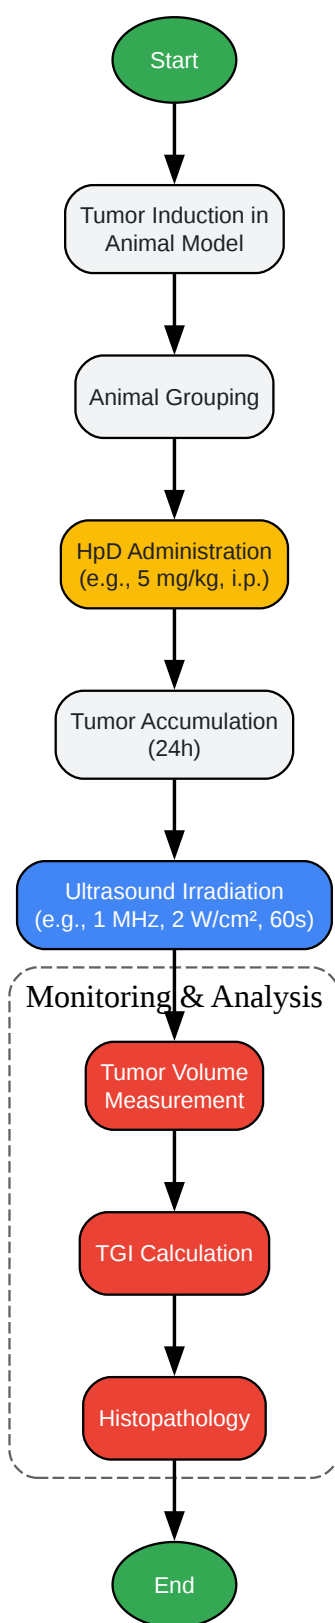 Start
Tumor Induction in
Animal Model
Animal Grouping
HpD Administration
(e.g., 5 mg/kg, i.p.)
Tumor Accumulation
(24h)
Ultrasound Irradiation
(e.g., 1 MHz, 2 W/cm², 60s)
Monitoring & Analysis
Tumor Volume
Measurement
TGI Calculation
Histopathology
End